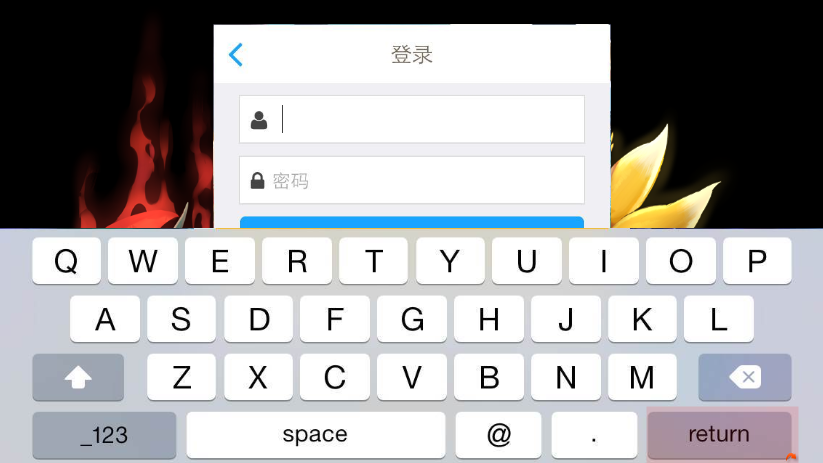 登录
密码
Q W E R T Y U I O P
A S D F G H J K L
Z X C V B N M
_123 space @ . return